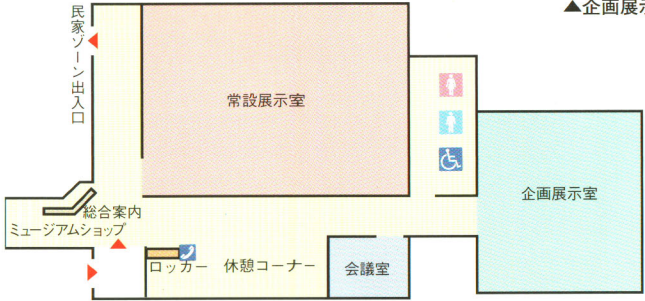 ▲企画展示
民家ゾーン出入口
常設展示室
企画展示室
総合案内
ミュージアムショップ
ロッカー
休憩コーナー
会議室